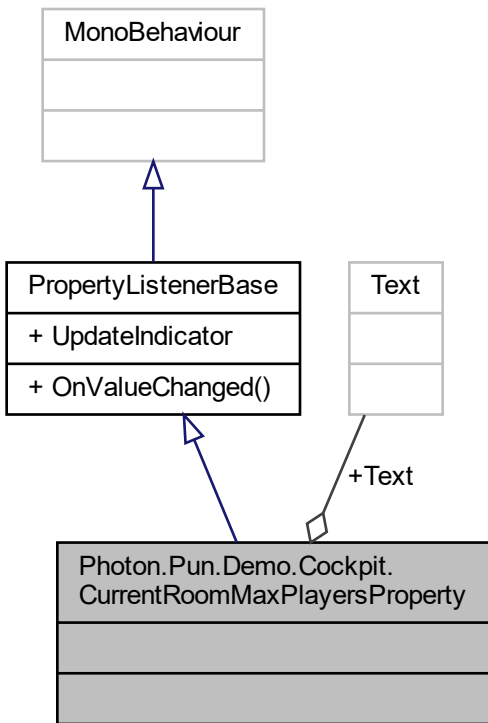 MonoBehaviour
PropertyListenerBase
+ UpdateIndicator
+ OnValueChanged()
Text
+Text
Photon.Pun.Demo.Cockpit.
CurrentRoomMaxPlayersProperty